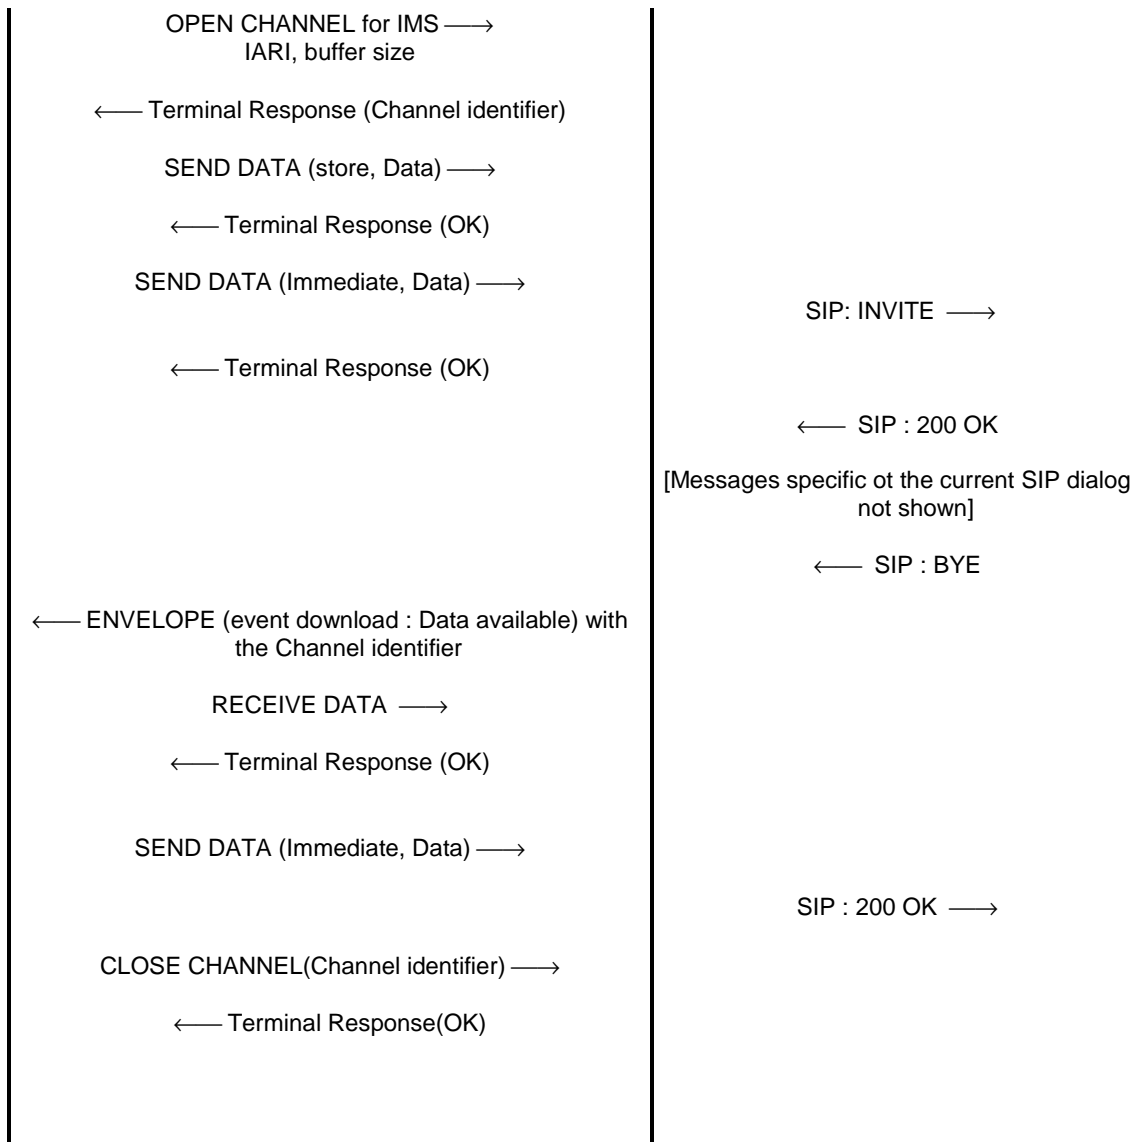 OPEN CHANNEL for IMS ⟶
IARI, buffer size
⟵ Terminal Response (Channel identifier)
SEND DATA (store, Data) ⟶
⟵ Terminal Response (OK)
SEND DATA (Immediate, Data) ⟶
SIP: INVITE ⟶
⟵ Terminal Response (OK)
⟵ SIP : 200 OK
[Messages specific ot the current SIP dialog
not shown]
⟵ SIP : BYE
⟵ ENVELOPE (event download : Data available) with
the Channel identifier
RECEIVE DATA ⟶
⟵ Terminal Response (OK)
SEND DATA (Immediate, Data) ⟶
SIP : 200 OK ⟶
CLOSE CHANNEL(Channel identifier) ⟶
⟵ Terminal Response(OK)